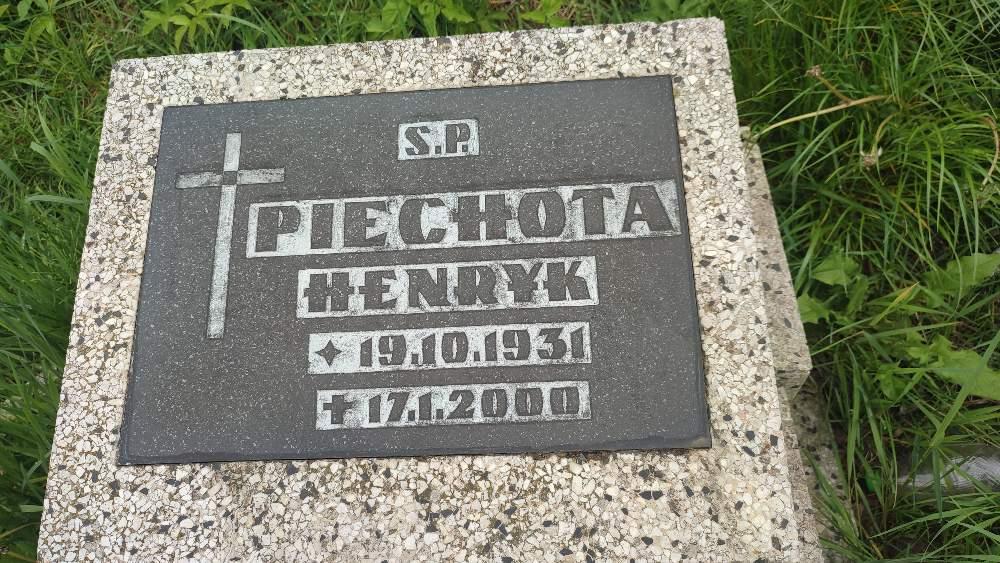 S.P.
PIECHOTA
HENRYK
✦ 19.10.1931
✝ 17.1.2000